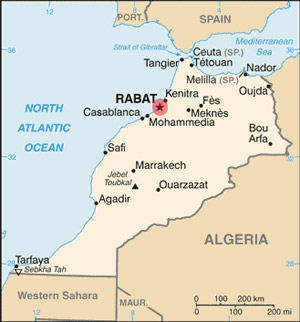 PORT.
SPAIN
Strait of Gibraltar
Mediterranean
Sea
Ceuta (SP.)
Tangier
Tétouan
Melilla (SP.)
Nador
RABAT
Kenitra
Oujda
Fès
Casablanca
Meknès
Mohammedia
NORTH
ATLANTIC
OCEAN
Bou
Arfa
36
36
32
32
Safi
Marrakech
Jebel
Toubkal
Ouarzazat
Agadir
ALGERIA
Tarfaya
Sebkha Tah
28
28
Western Sahara
MAUR.
12
8
4
0 100 200 km
0 100 200 mi